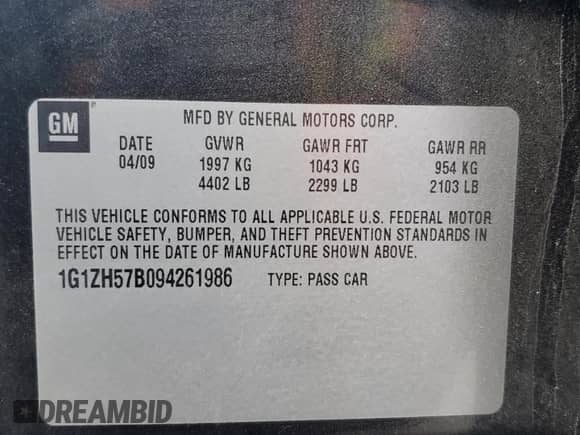 GM
MFD BY GENERAL MOTORS CORP.
DATE GVWR GAWR FRT GAWR RR
04/09 1997 KG 1043 KG 954 KG
4402 LB 2299 LB 2103 LB
THIS VEHICLE CONFORMS TO ALL APPLICABLE U.S. FEDERAL MOTOR
VEHICLE SAFETY, BUMPER, AND THEFT PREVENTION STANDARDS IN
EFFECT ON THE DATE OF MANUFACTURE SHOWN ABOVE.
1G1ZH57B094261986 TYPE: PASS CAR
DREAMBID